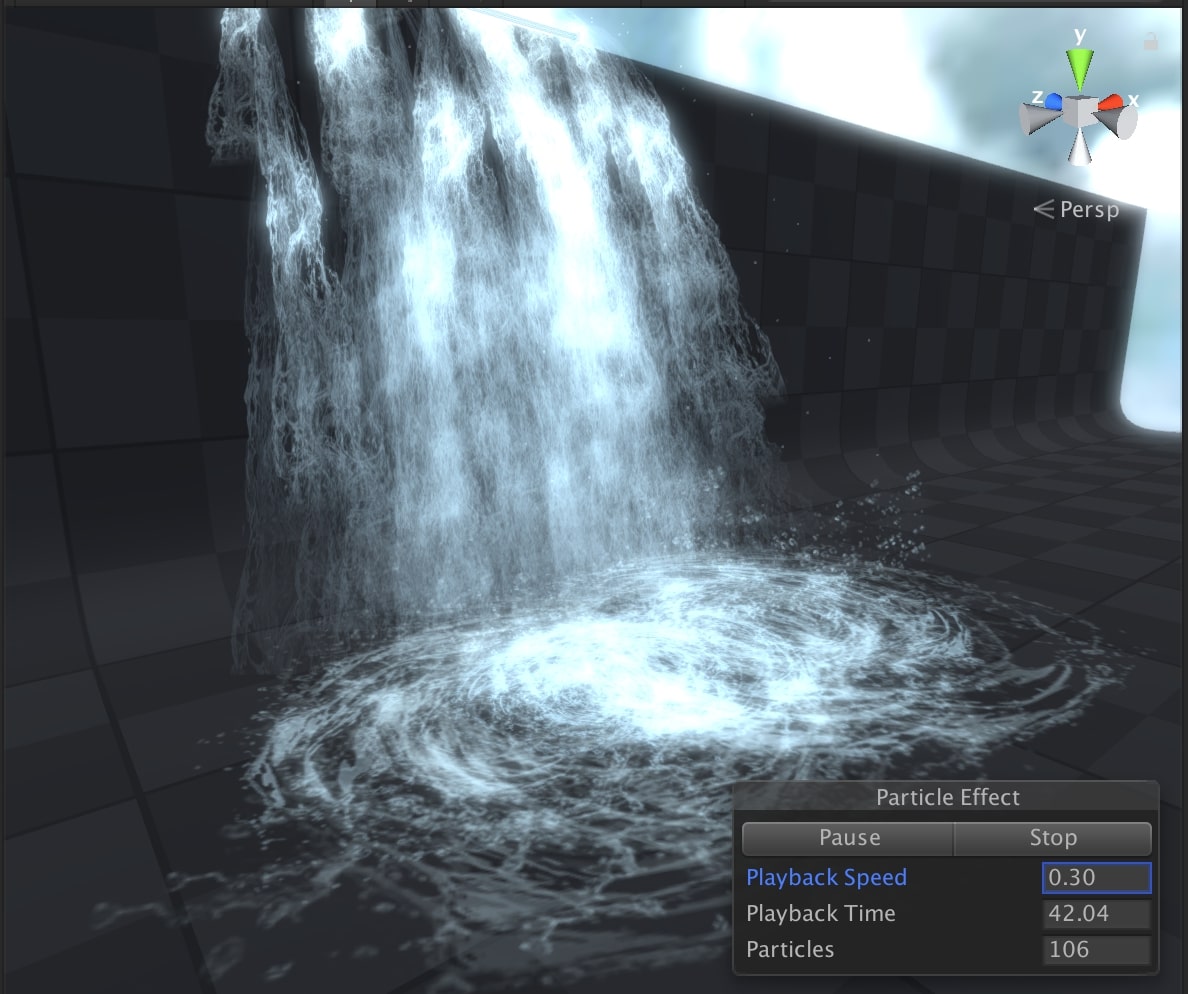 y
z
x
Persp
Particle Effect
Pause Stop
Playback Speed 0.30
Playback Time 42.04
Particles 106